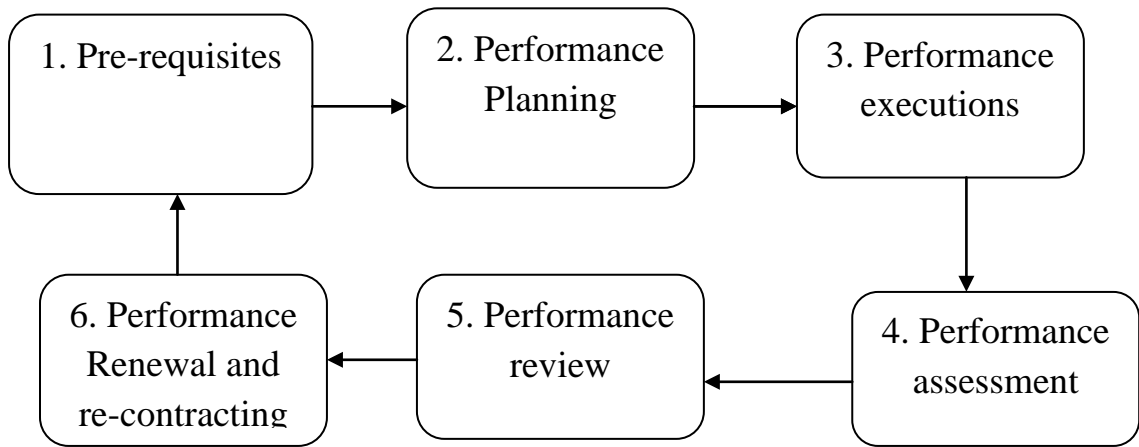 1. Pre-requisites
2. Performance
Planning
3. Performance
executions
4. Performance
assessment
5. Performance
review
6. Performance
Renewal and
re-contracting